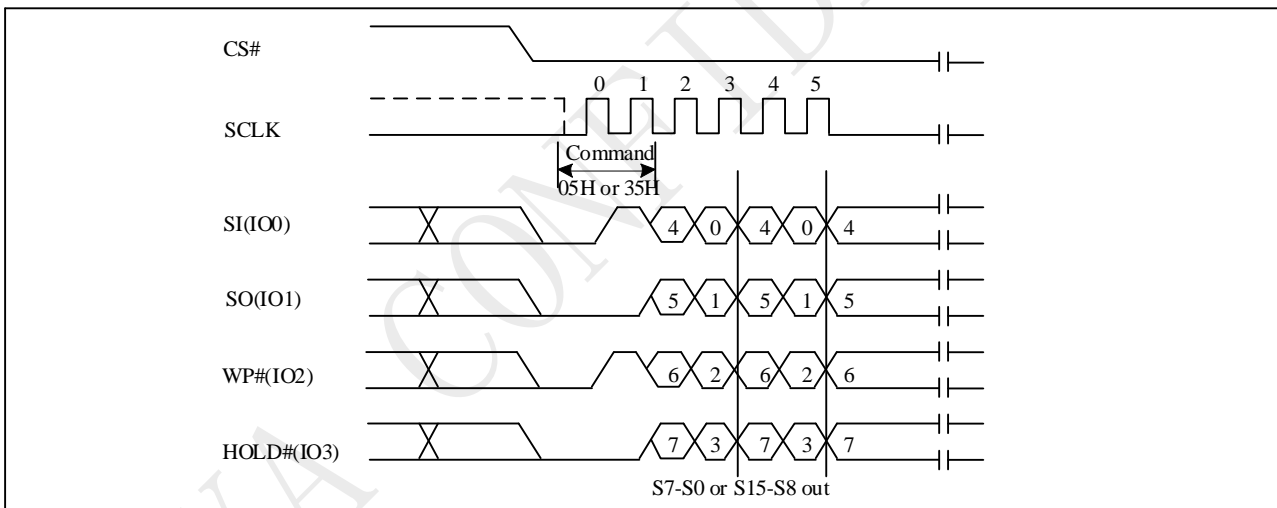 CS#
0 1 2 3 4 5
SCLK
Command
05H or 35H
SI(IO0) 4 0 4 0 4
SO(IO1) 5 1 5 1 5
WP#(IO2) 6 2 6 2 6
HOLD#(IO3) 7 3 7 3 7
S7-S0 or S15-S8 out